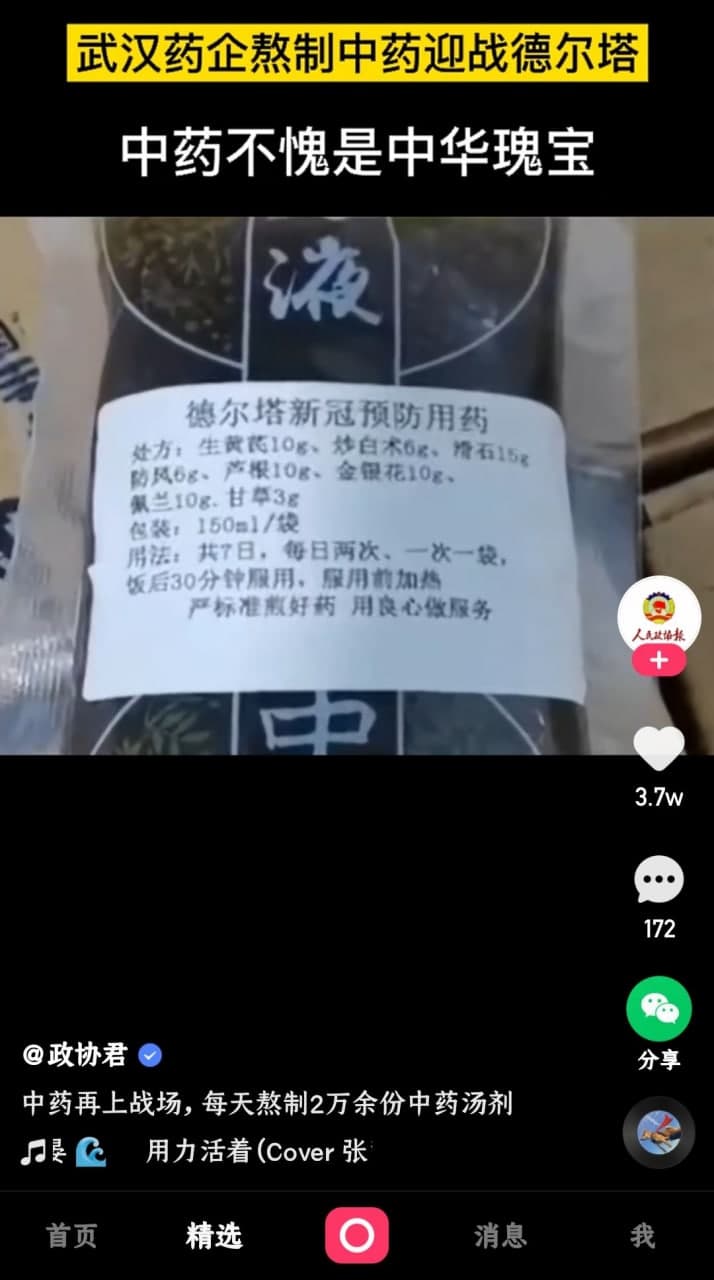 武汉药企熬制中药迎战德尔塔
中药不愧是中华瑰宝
液
德尔塔新冠预防用药
处方：生黄芪10g、炒白术6g、滑石15g
防风6g、芦根10g、金银花10g、
佩兰10g. 甘草3g
包装：150ml/袋
用法：共7日，每日两次、一次一袋，
饭后30分钟服用，服用前加热
严标准煎好药 用良心做服务
中
人民政协报
3.7w
172
分享
@政协君
中药再上战场，每天熬制2万余份中药汤剂
用力活着(Cover 张
首页
精选
消息
我